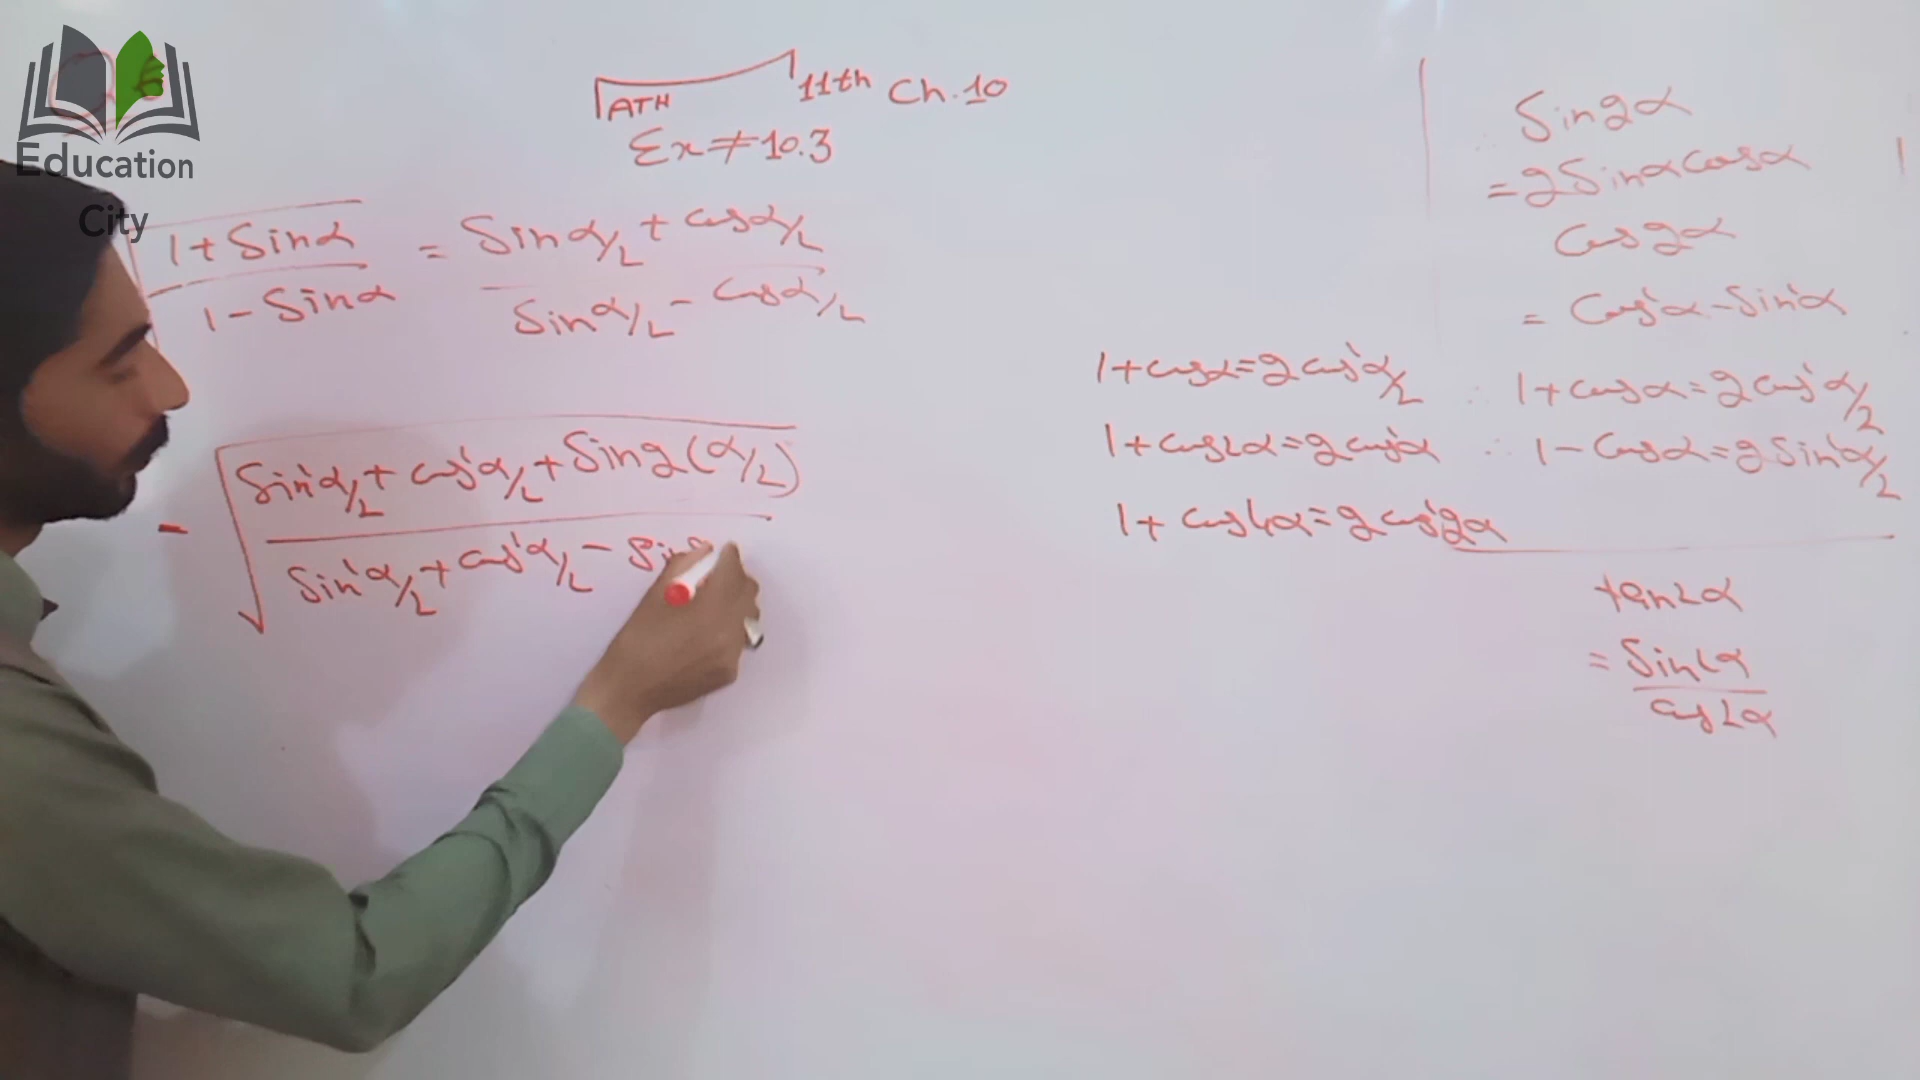 Education
City
MATH 11th Ch.10
Ex≠10.3
√(1+Sinα / 1-Sinα) = Sinα/2 + cosα/2 / Sinα/2 - cosα/2
= √(Sin²α/2 + cos²α/2 + Sin2(α/2) / Sin²α/2 + cos²α/2 - Sin
1+cosα=2cos²α/2
1+cos2α=2cos²α
1+cos4α=2cos²2α
Sin2α
=2Sinαcosα
Cos2α
= Cos²α-Sin²α
∴ 1+cosα=2cos²α/2
∴ 1-Cosα=2Sin²α/2
tan2α
= Sin2α
cos2α